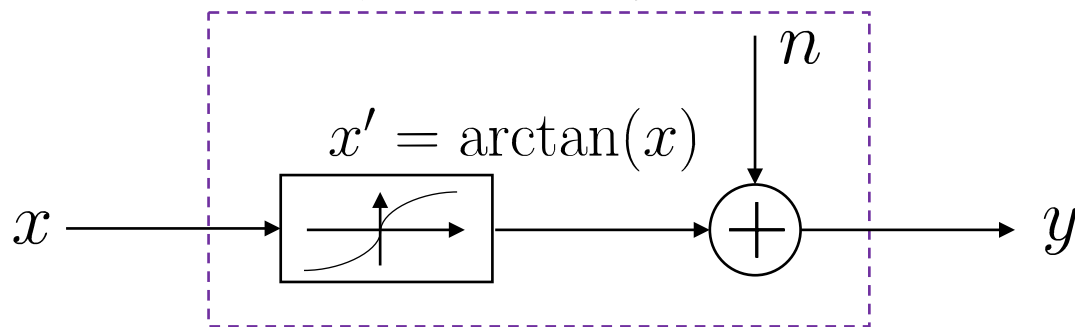 n
x′ = arctan(x)
x
y